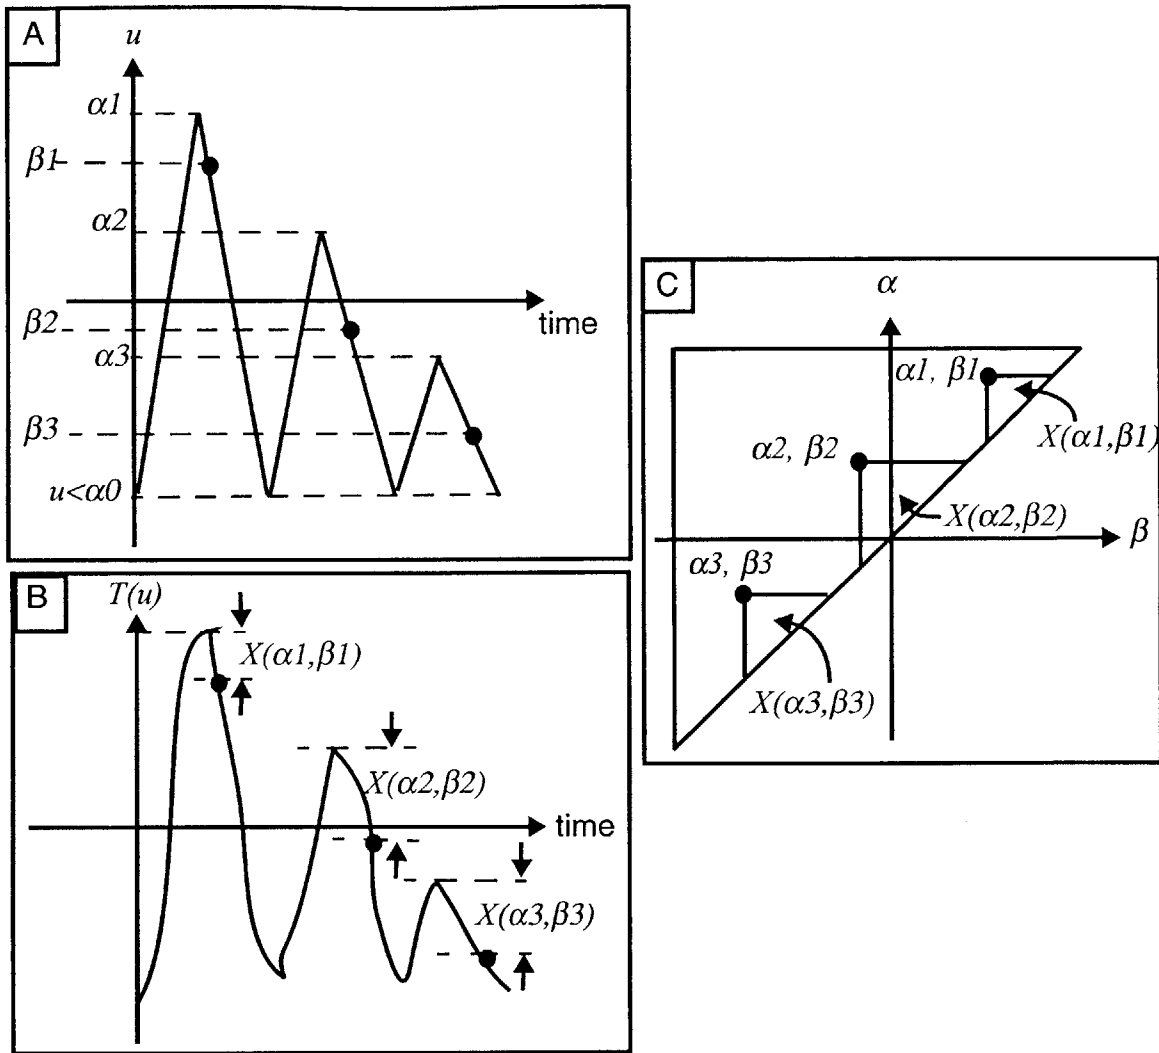 A
u
α1
β1
α2
β2
time
α3
β3
u<α0
B
T(u)
X(α1,β1)
X(α2,β2)
time
X(α3,β3)
C
α
α1, β1
X(α1,β1)
α2, β2
X(α2,β2)
β
α3, β3
X(α3,β3)